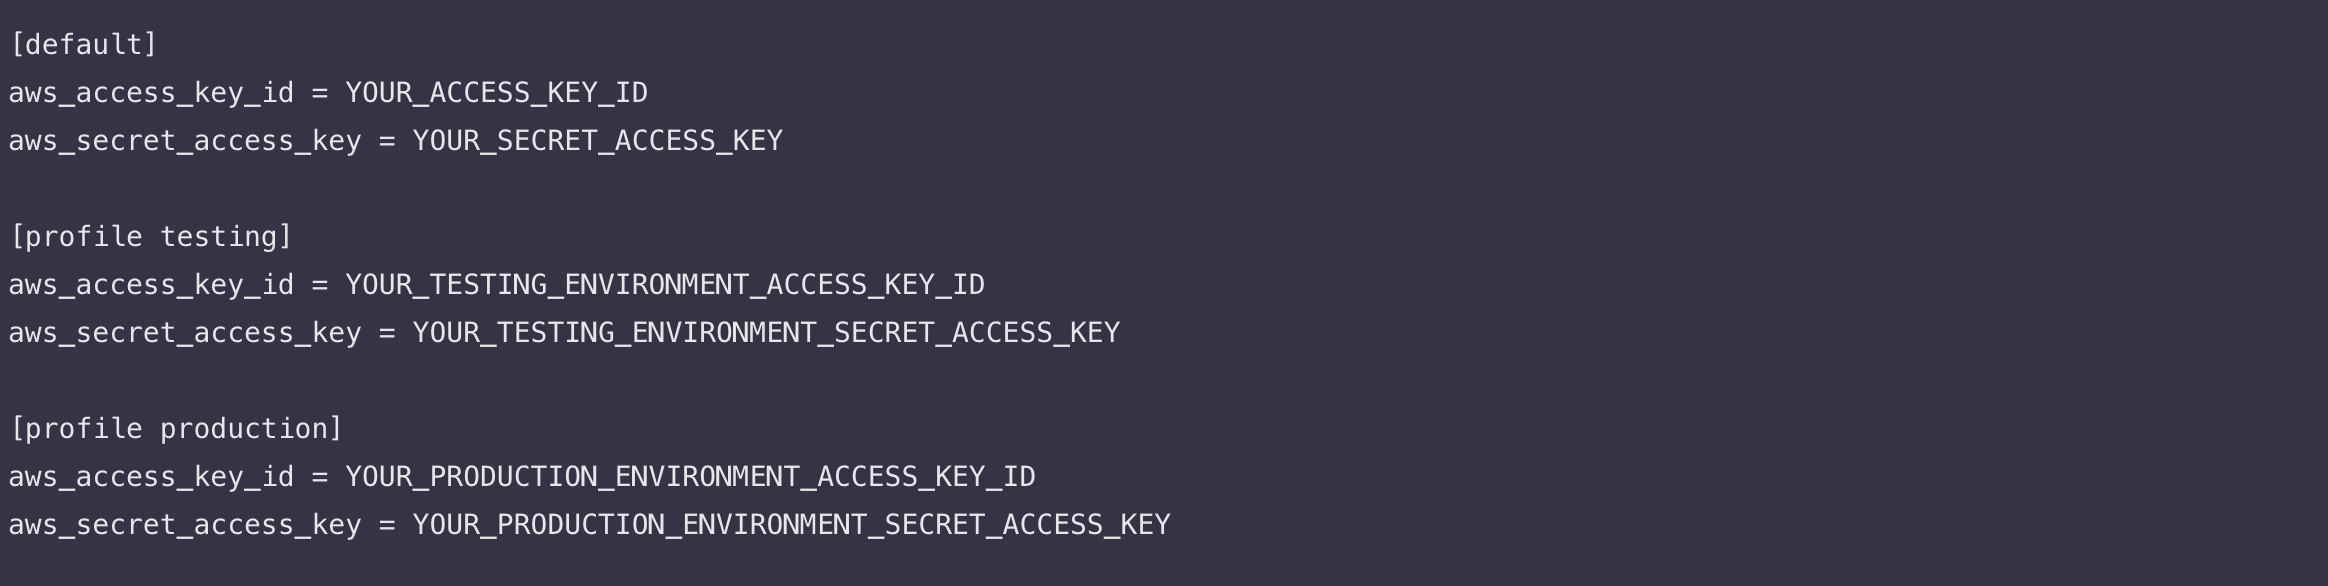 [default]
aws_access_key_id = YOUR_ACCESS_KEY_ID
aws_secret_access_key = YOUR_SECRET_ACCESS_KEY

[profile testing]
aws_access_key_id = YOUR_TESTING_ENVIRONMENT_ACCESS_KEY_ID
aws_secret_access_key = YOUR_TESTING_ENVIRONMENT_SECRET_ACCESS_KEY

[profile production]
aws_access_key_id = YOUR_PRODUCTION_ENVIRONMENT_ACCESS_KEY_ID
aws_secret_access_key = YOUR_PRODUCTION_ENVIRONMENT_SECRET_ACCESS_KEY